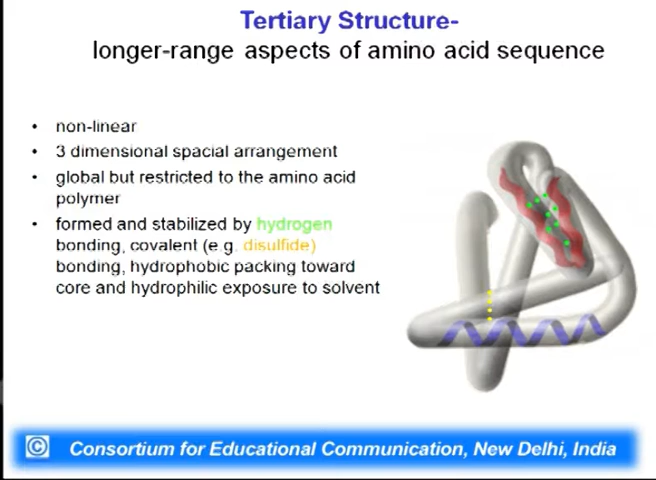 Tertiary Structure-
longer-range aspects of amino acid sequence
• non-linear
• 3 dimensional spacial arrangement
• global but restricted to the amino acid
polymer
• formed and stabilized by hydrogen
bonding, covalent (e.g. disulfide)
bonding, hydrophobic packing toward
core and hydrophilic exposure to solvent
© Consortium for Educational Communication, New Delhi, India